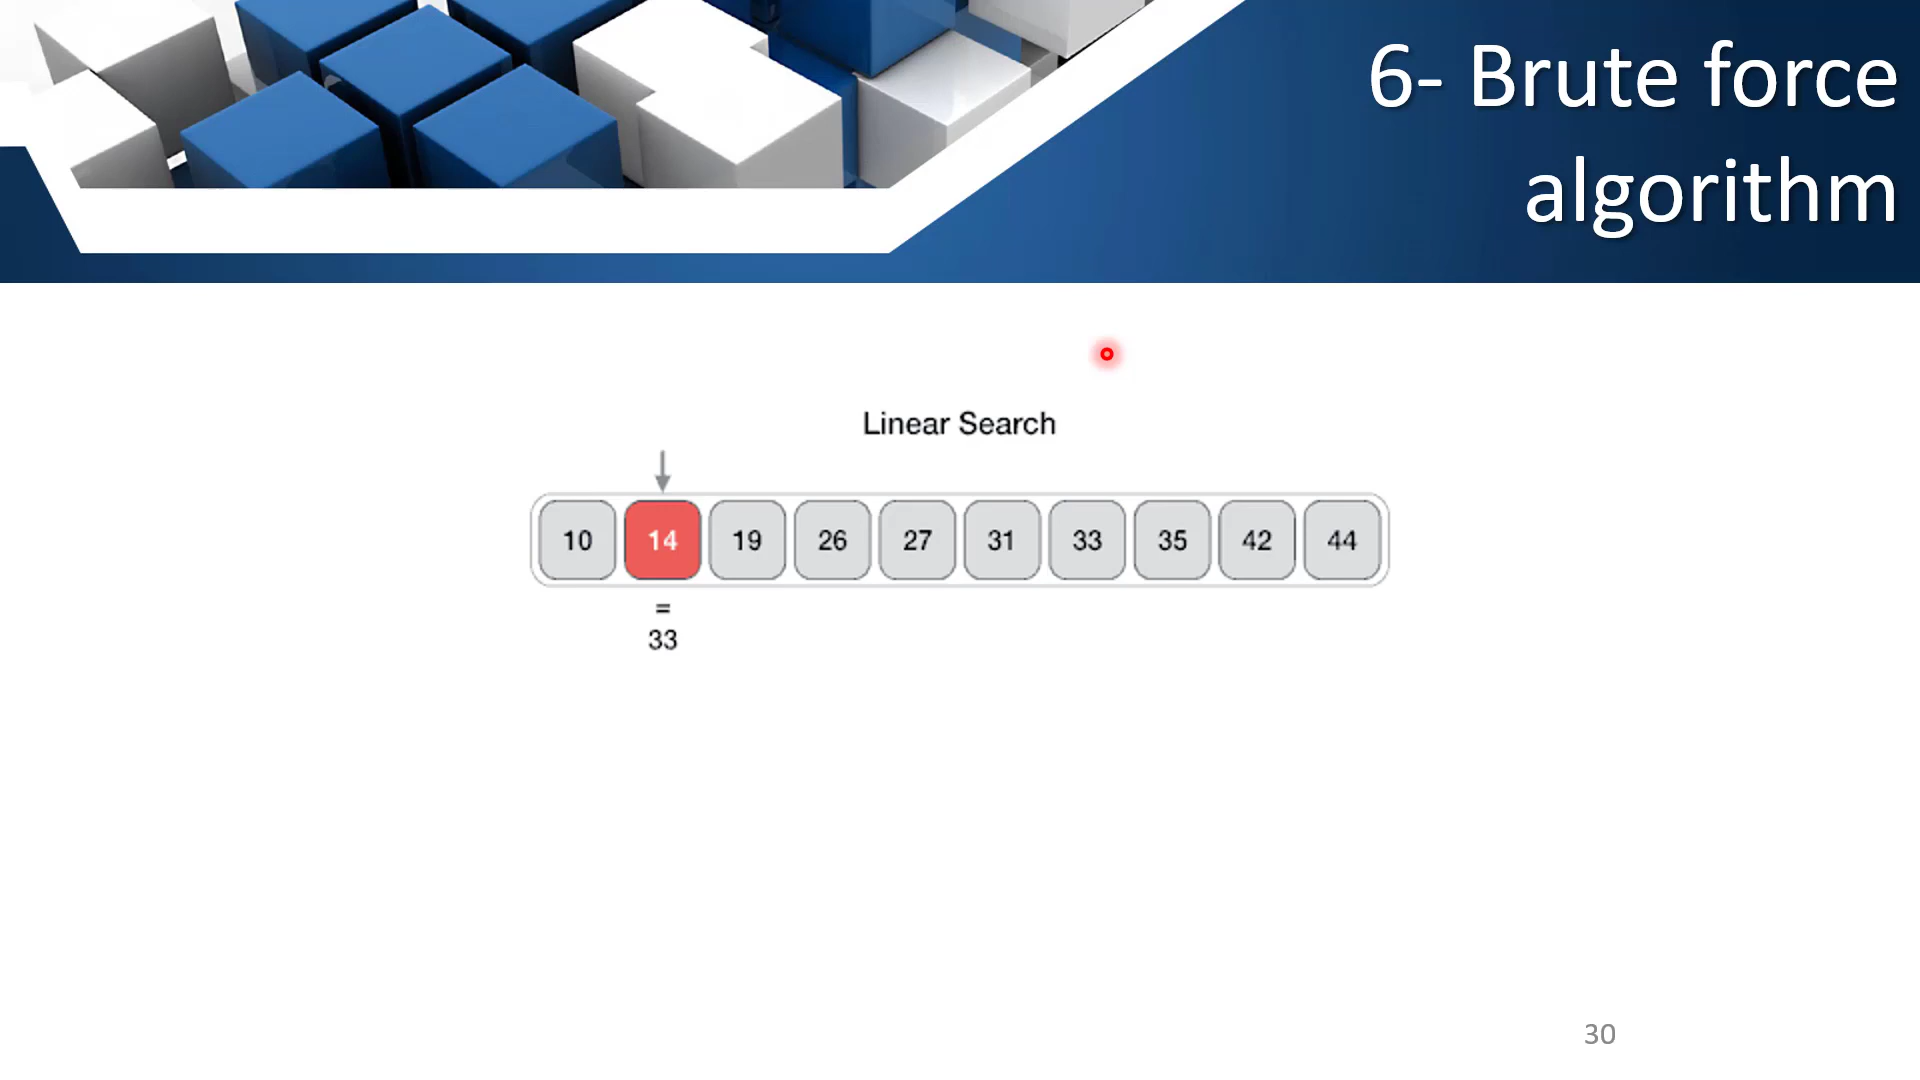 6- Brute force
algorithm
Linear Search
10 14 19 26 27 31 33 35 42 44
=
33
30